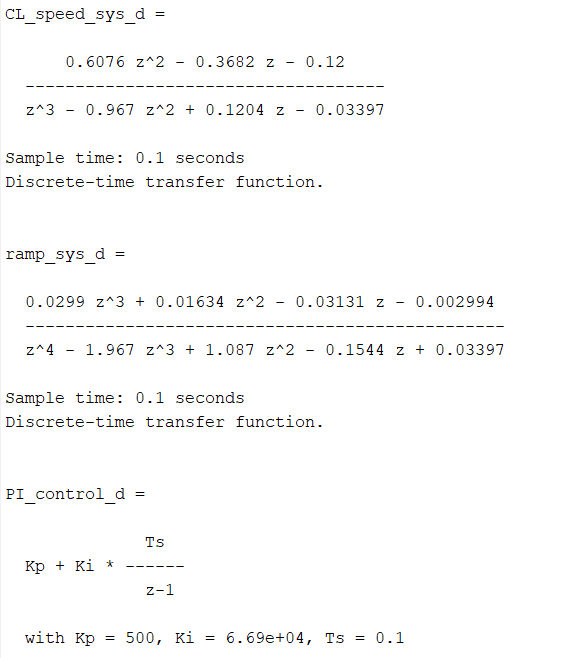 CL_speed_sys_d =
0.6076 z^2 - 0.3682 z - 0.12
-----------------------------------
z^3 - 0.967 z^2 + 0.1204 z - 0.03397
Sample time: 0.1 seconds
Discrete-time transfer function.
ramp_sys_d =
0.0299 z^3 + 0.01634 z^2 - 0.03131 z - 0.002994
------------------------------------------------
z^4 - 1.967 z^3 + 1.087 z^2 - 0.1544 z + 0.03397
Sample time: 0.1 seconds
Discrete-time transfer function.
PI_control_d =
Ts
Kp + Ki * ------
z-1
with Kp = 500, Ki = 6.69e+04, Ts = 0.1